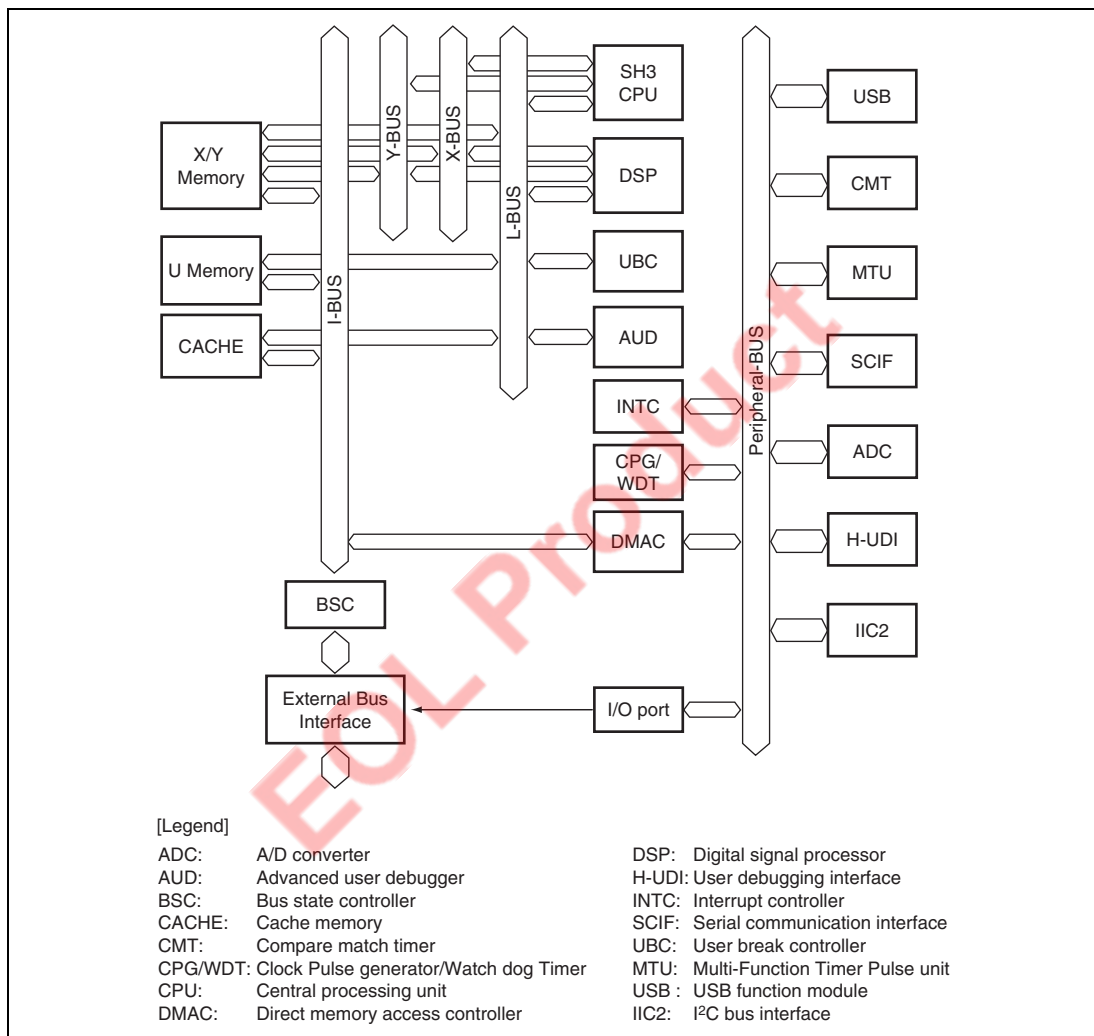 SH3
CPU
USB
Y-BUS
X-BUS
X/Y
Memory
DSP
CMT
L-BUS
U Memory
UBC
MTU
I-BUS
CACHE
AUD
Peripheral-BUS
SCIF
INTC
CPG/
WDT
ADC
DMAC
H-UDI
BSC
IIC2
External Bus
Interface
I/O port
EOL Product
[Legend]
ADC: A/D converter
AUD: Advanced user debugger
BSC: Bus state controller
CACHE: Cache memory
CMT: Compare match timer
CPG/WDT: Clock Pulse generator/Watch dog Timer
CPU: Central processing unit
DMAC: Direct memory access controller
DSP: Digital signal processor
H-UDI: User debugging interface
INTC: Interrupt controller
SCIF: Serial communication interface
UBC: User break controller
MTU: Multi-Function Timer Pulse unit
USB : USB function module
IIC2: I²C bus interface